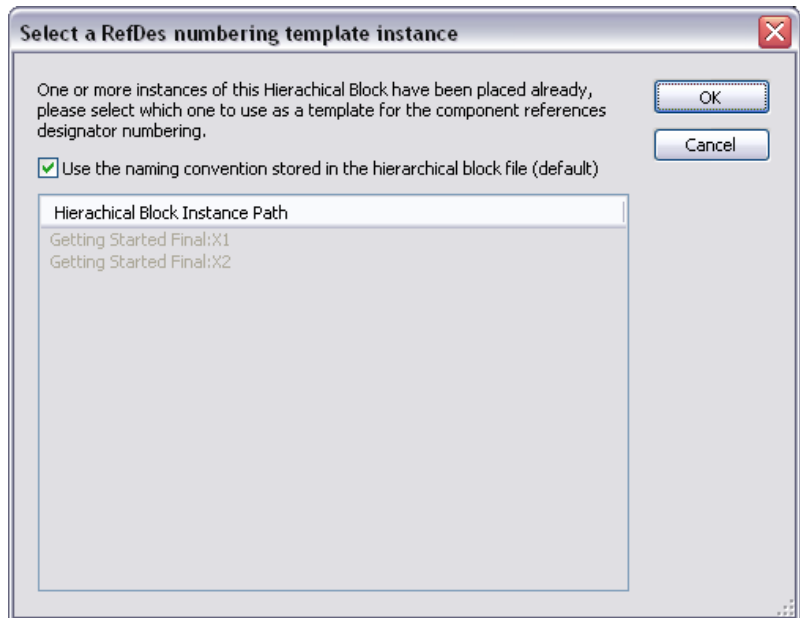 Select a RefDes numbering template instance
One or more instances of this Hierachical Block have been placed already,
please select which one to use as a template for the component references
designator numbering.
OK
Cancel
Use the naming convention stored in the hierarchical block file (default)
Hierachical Block Instance Path
Getting Started Final:X1
Getting Started Final:X2